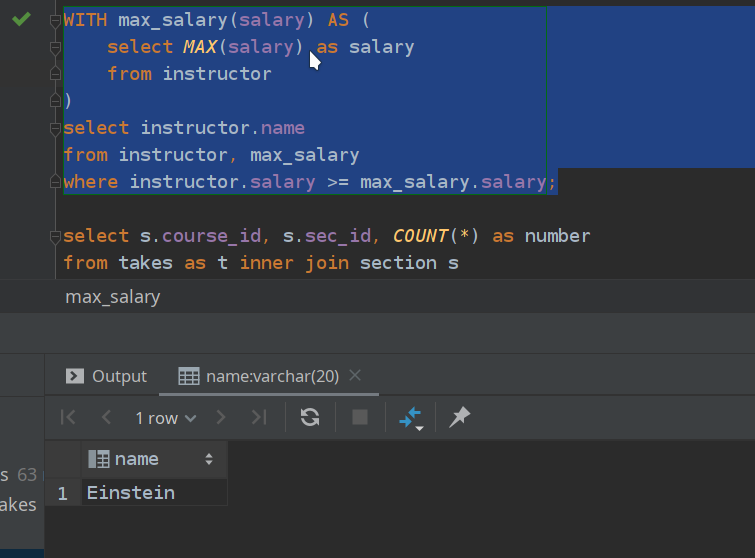 WITH max_salary(salary) AS (
select MAX(salary) as salary
from instructor
)
select instructor.name
from instructor, max_salary
where instructor.salary >= max_salary.salary;
select s.course_id, s.sec_id, COUNT(*) as number
from takes as t inner join section s
max_salary
Output
name:varchar(20)
1 row
name
s 63
1 Einstein
akes